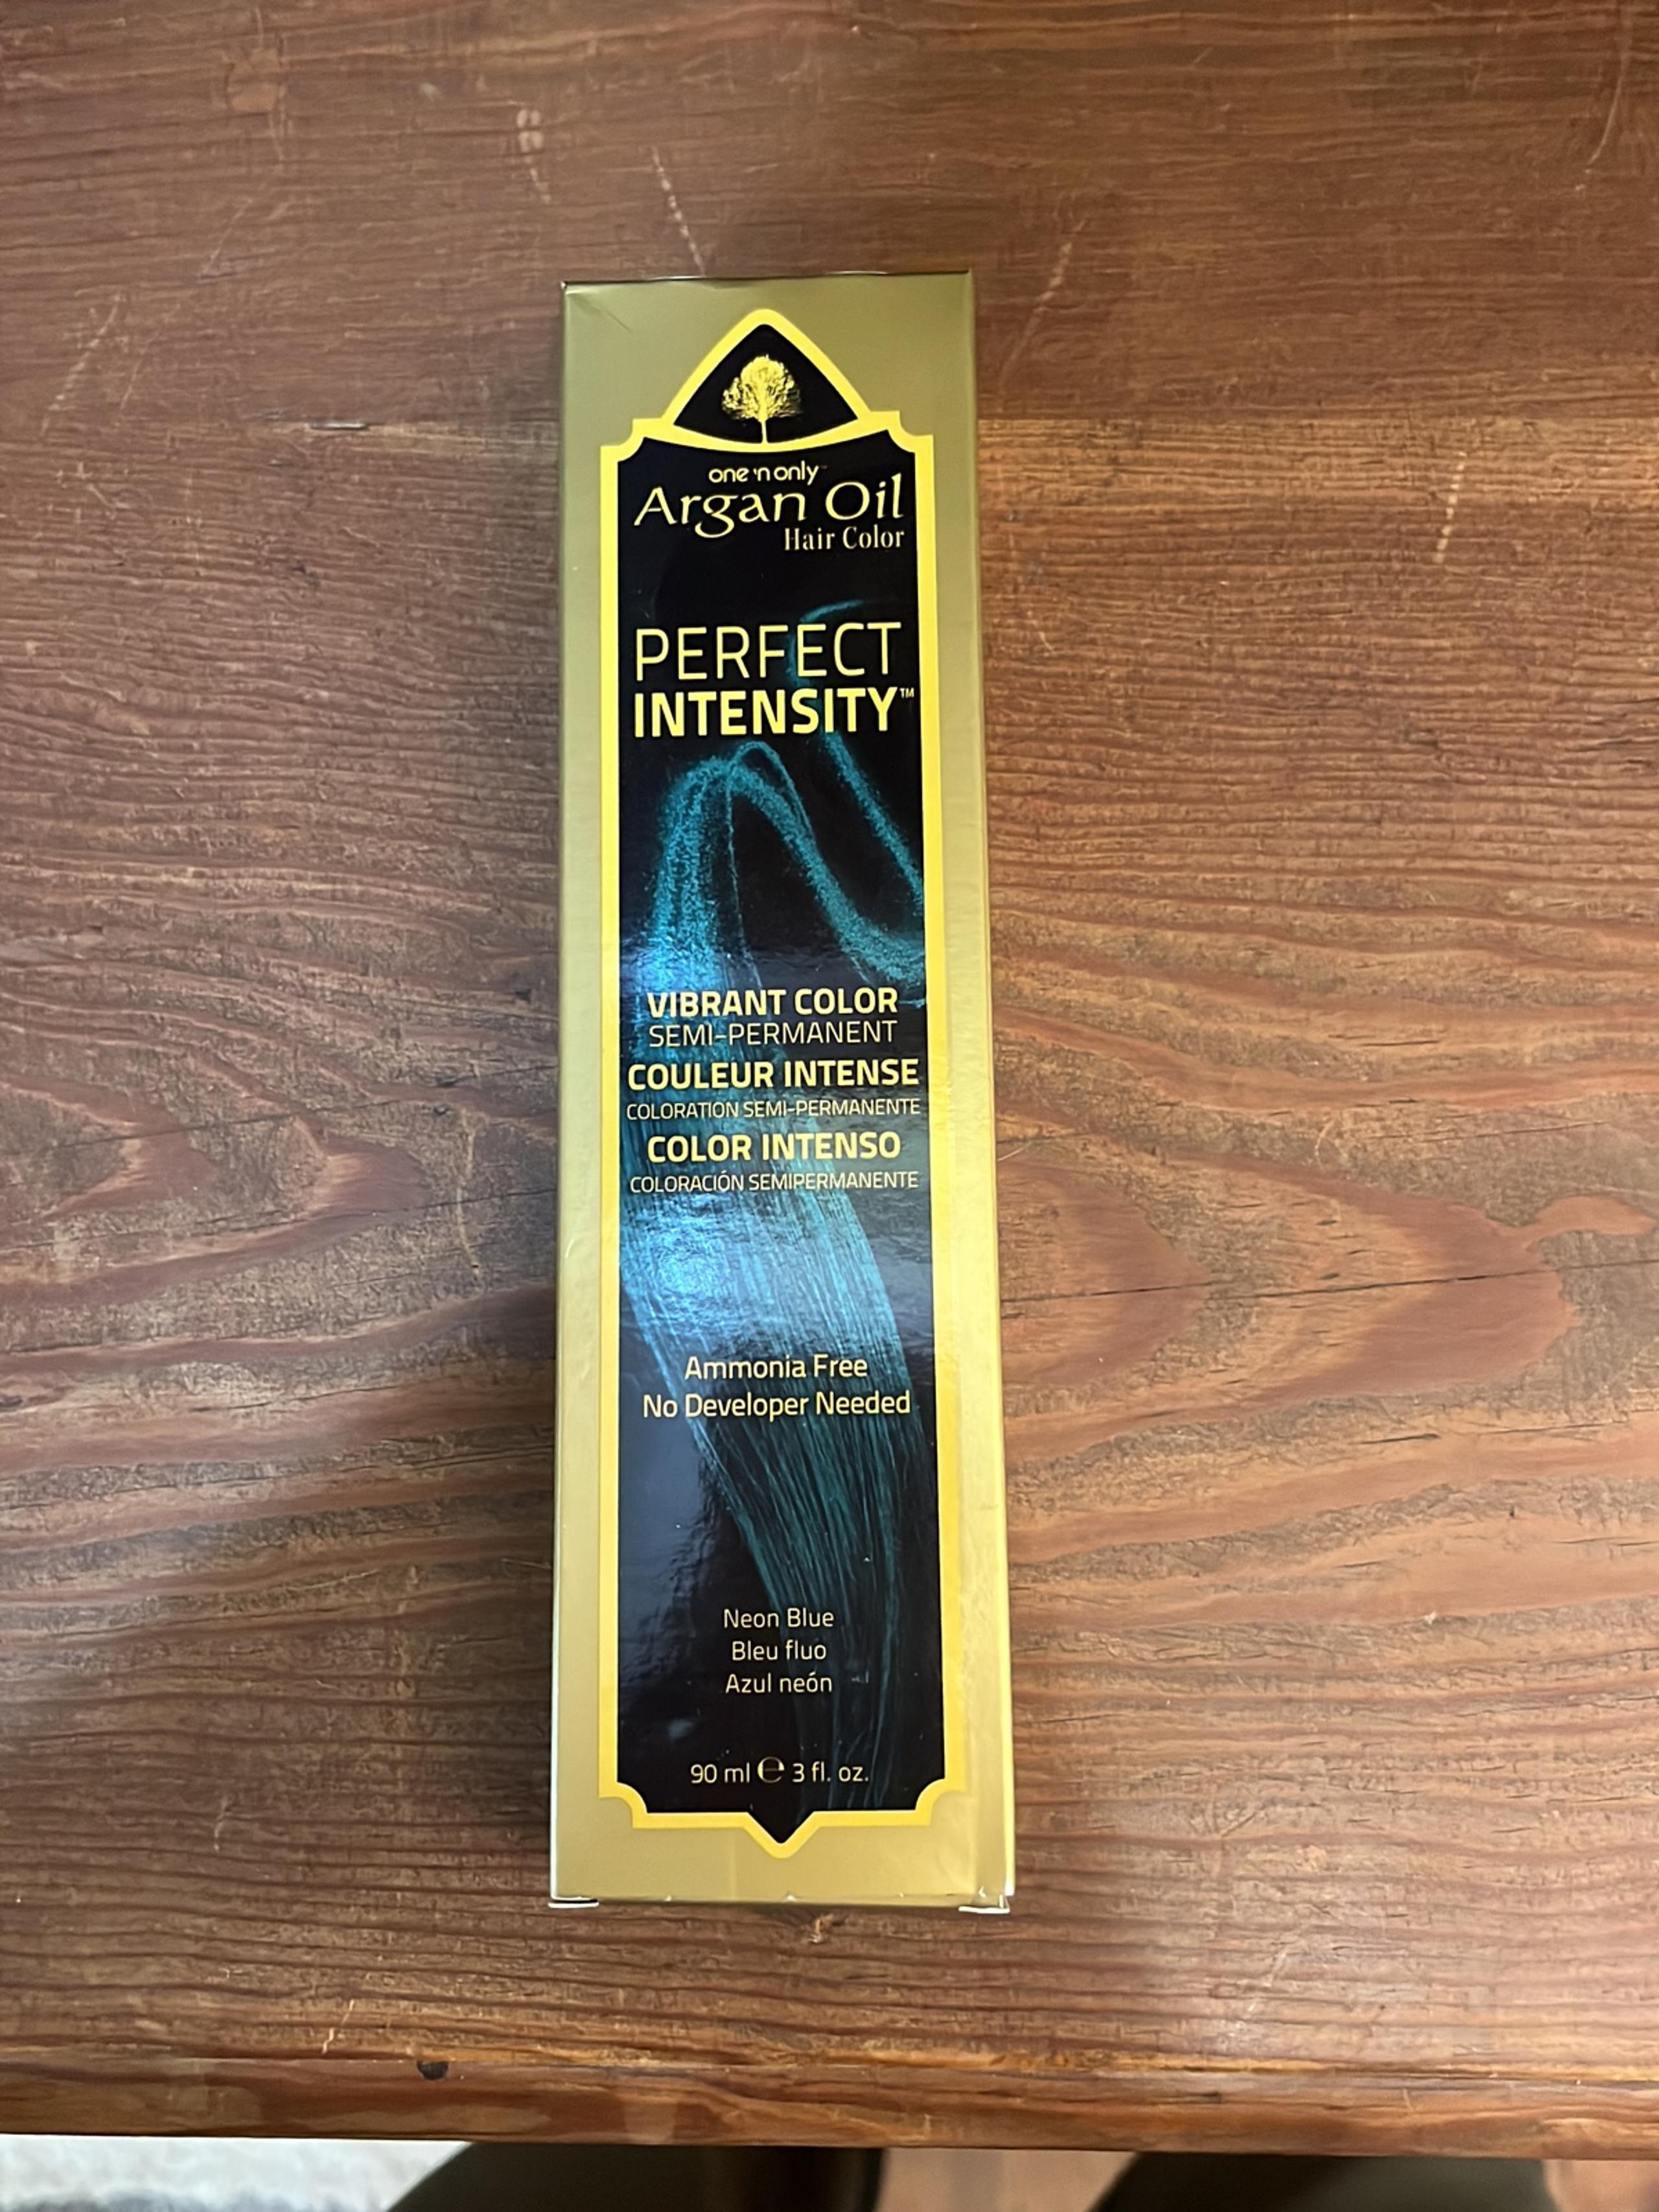 one 'n only™
Argan Oil
Hair Color
PERFECT
INTENSITY™
VIBRANT COLOR
SEMI-PERMANENT
COULEUR INTENSE
COLORATION SEMI-PERMANENTE
COLOR INTENSO
COLORACIÓN SEMIPERMANENTE
Ammonia Free
No Developer Needed
Neon Blue
Bleu fluo
Azul neón
90 ml ℮ 3 fl. oz.